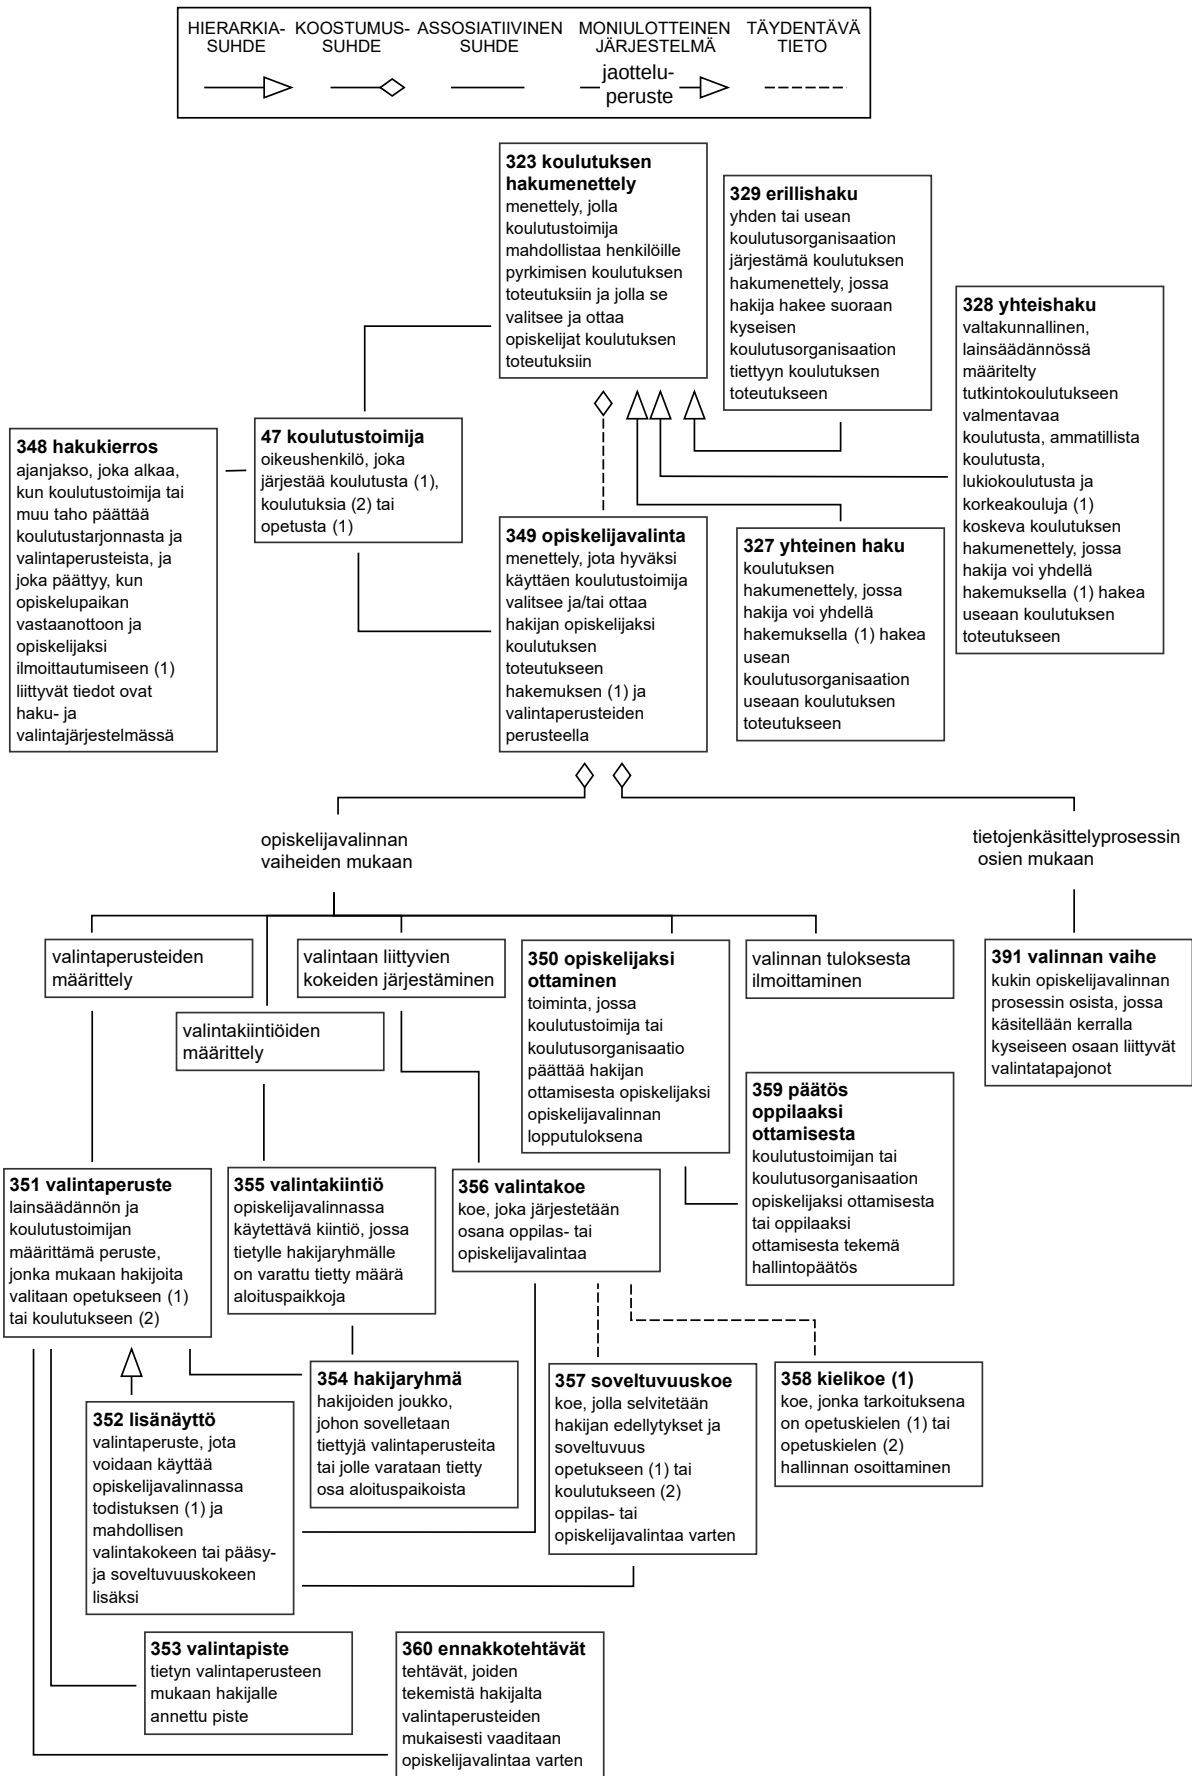 HIERARKIA-
SUHDE
KOOSTUMUS-
SUHDE
ASSOSIATIIVINEN
SUHDE
MONIULOTTEINEN
JÄRJESTELMÄ
TÄYDENTÄVÄ
TIETO
jaottelu-
peruste
323 koulutuksen
hakumenettely
menettely, jolla
koulutustoimija
mahdollistaa henkilöille
pyrkimisen koulutuksen
toteutuksiin ja jolla se
valitsee ja ottaa
opiskelijat koulutuksen
toteutuksiin
329 erillishaku
yhden tai usean
koulutusorganisaation
järjestämä koulutuksen
hakumenettely, jossa
hakija hakee suoraan
kyseisen
koulutusorganisaation
tiettyyn koulutuksen
toteutukseen
328 yhteishaku
valtakunnallinen,
lainsäädännössä
määritelty
tutkintokoulutukseen
valmentavaa
koulutusta, ammatillista
koulutusta,
lukiokoulutusta ja
korkeakouluja (1)
koskeva koulutuksen
hakumenettely, jossa
hakija voi yhdellä
hakemuksella (1) hakea
useaan koulutuksen
toteutukseen
348 hakukierros
ajanjakso, joka alkaa,
kun koulutustoimija tai
muu taho päättää
koulutustarjonnasta ja
valintaperusteista, ja
joka päättyy, kun
opiskelupaikan
vastaanottoon ja
opiskelijaksi
ilmoittautumiseen (1)
liittyvät tiedot ovat
haku- ja
valintajärjestelmässä
47 koulutustoimija
oikeushenkilö, joka
järjestää koulutusta (1),
koulutuksia (2) tai
opetusta (1)
349 opiskelijavalinta
menettely, jota hyväksi
käyttäen koulutustoimija
valitsee ja/tai ottaa
hakijan opiskelijaksi
koulutuksen
toteutukseen
hakemuksen (1) ja
valintaperusteiden
perusteella
327 yhteinen haku
koulutuksen
hakumenettely, jossa
hakija voi yhdellä
hakemuksella (1) hakea
usean
koulutusorganisaation
useaan koulutuksen
toteutukseen
opiskelijavalinnan
vaiheiden mukaan
tietojenkäsittelyprosessin
osien mukaan
valintaperusteiden
määrittely
valintakiintiöiden
määrittely
valintaan liittyvien
kokeiden järjestäminen
350 opiskelijaksi
ottaminen
toiminta, jossa
koulutustoimija tai
koulutusorganisaatio
päättää hakijan
ottamisesta opiskelijaksi
opiskelijavalinnan
lopputuloksena
valinnan tuloksesta
ilmoittaminen
391 valinnan vaihe
kukin opiskelijavalinnan
prosessin osista, jossa
käsitellään kerralla
kyseiseen osaan liittyvät
valintatapajonot
359 päätös
oppilaaksi
ottamisesta
koulutustoimijan tai
koulutusorganisaation
opiskelijaksi ottamisesta
tai oppilaaksi
ottamisesta tekemä
hallintopäätös
351 valintaperuste
lainsäädännön ja
koulutustoimijan
määrittämä peruste,
jonka mukaan hakijoita
valitaan opetukseen (1)
tai koulutukseen (2)
355 valintakiintiö
opiskelijavalinnassa
käytettävä kiintiö, jossa
tietylle hakijaryhmälle
on varattu tietty määrä
aloituspaikkoja
356 valintakoe
koe, joka järjestetään
osana oppilas- tai
opiskelijavalintaa
354 hakijaryhmä
hakijoiden joukko,
johon sovelletaan
tiettyjä valintaperusteita
tai jolle varataan tietty
osa aloituspaikoista
357 soveltuvuuskoe
koe, jolla selvitetään
hakijan edellytykset ja
soveltuvuus
opetukseen (1) tai
koulutukseen (2)
oppilas- tai
opiskelijavalintaa varten
358 kielikoe (1)
koe, jonka tarkoituksena
on opetuskielen (1) tai
opetuskielen (2)
hallinnan osoittaminen
352 lisänäyttö
valintaperuste, jota
voidaan käyttää
opiskelijavalinnassa
todistuksen (1) ja
mahdollisen
valintakokeen tai pääsy-
ja soveltuvuuskokeen
lisäksi
353 valintapiste
tietyn valintaperusteen
mukaan hakijalle
annettu piste
360 ennakkotehtävät
tehtävät, joiden
tekemistä hakijalta
valintaperusteiden
mukaisesti vaaditaan
opiskelijavalintaa varten